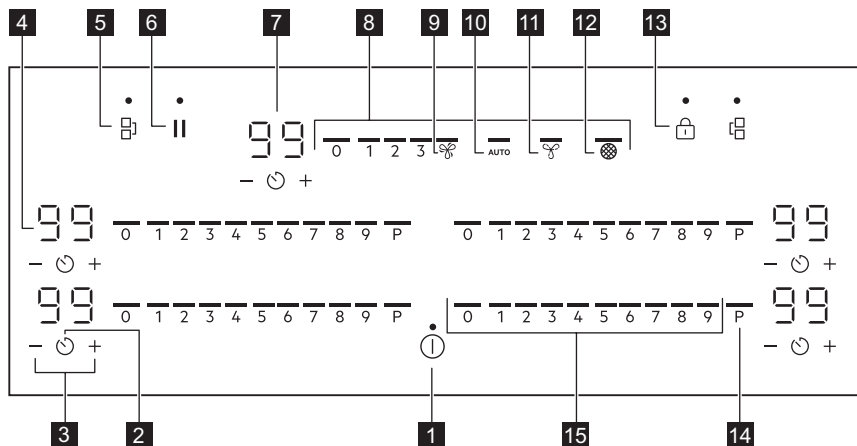 4 5 6 7 8 9 10 11 12 13
99 0 1 2 3 AUTO
− +
99 0 1 2 3 4 5 6 7 8 9 P 0 1 2 3 4 5 6 7 8 9 P 99
− + − +
99 0 1 2 3 4 5 6 7 8 9 P 0 1 2 3 4 5 6 7 8 9 P 99
− + − +
3 2 1 15 14